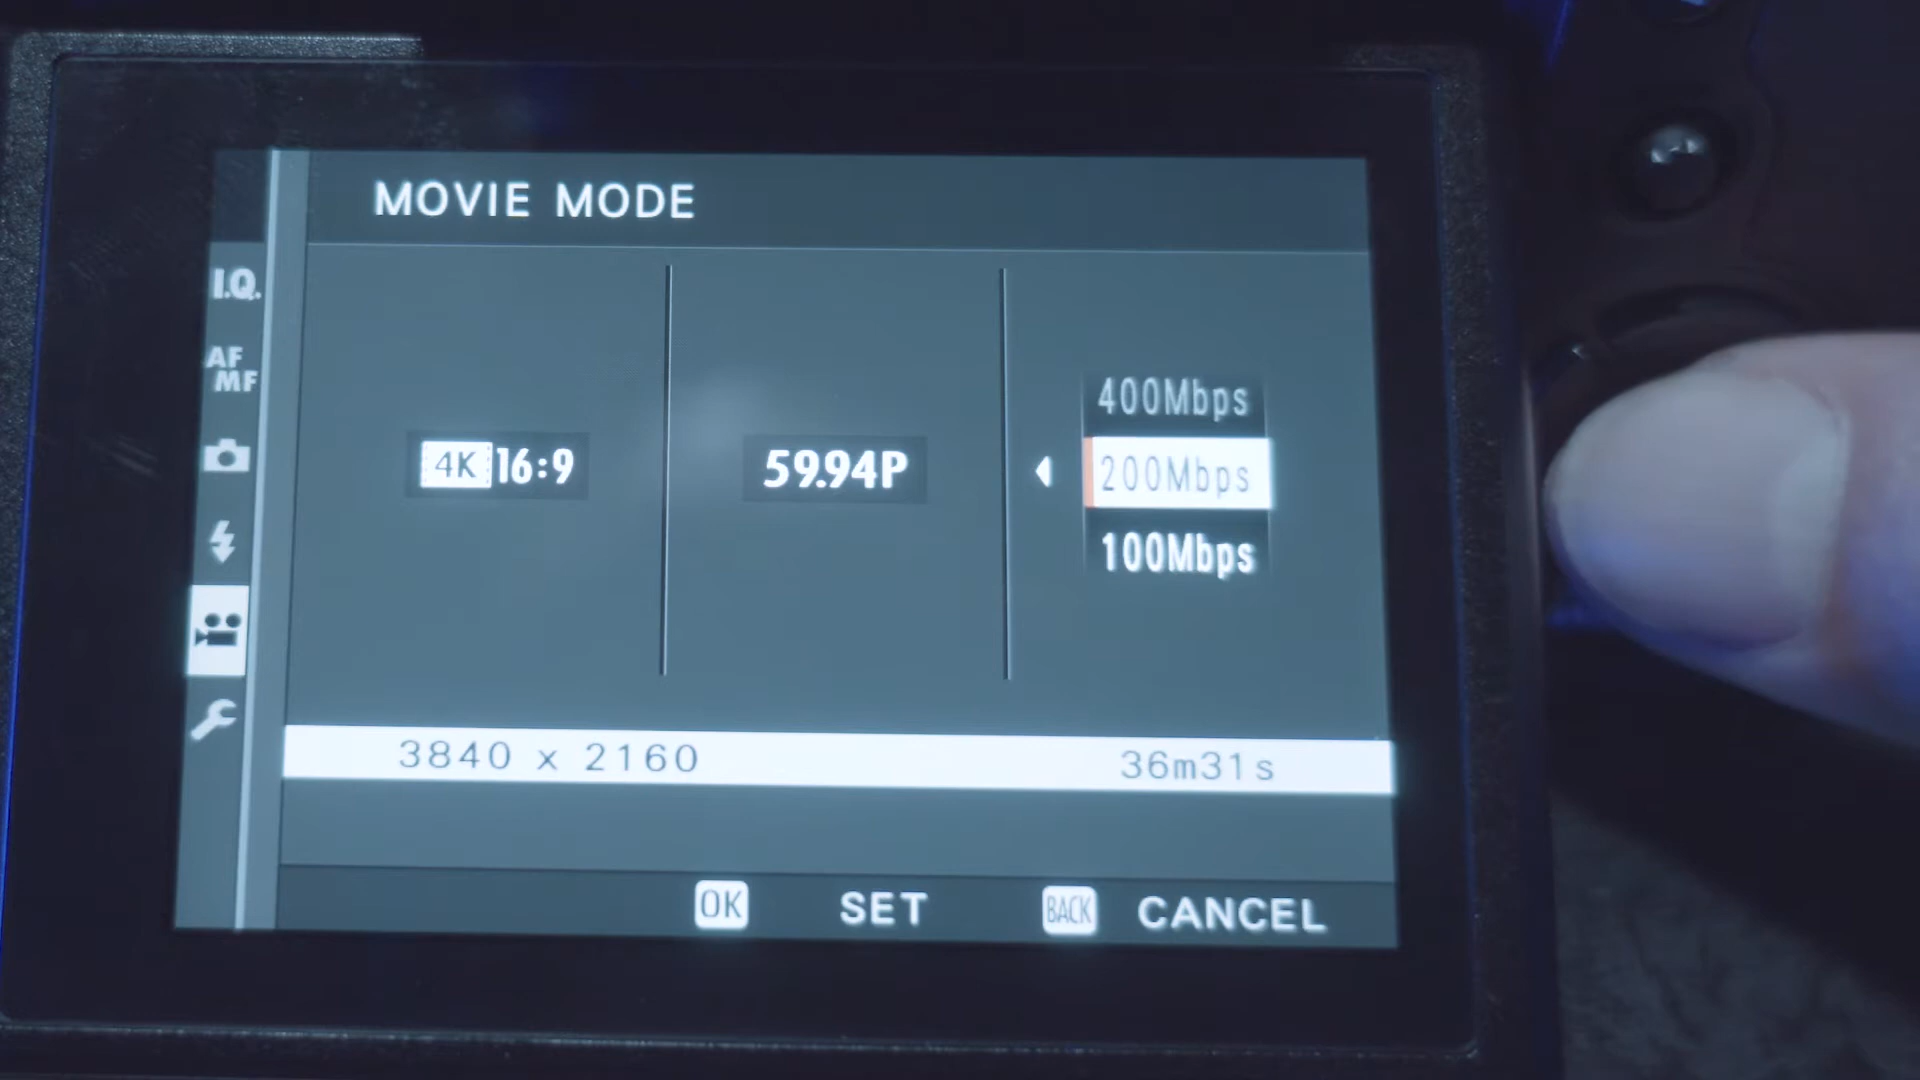 MOVIE MODE
I.Q.
AF
MF
4K 16:9
59.94P
400Mbps
200Mbps
100Mbps
3840 x 2160
36m31s
OK SET
BACK CANCEL